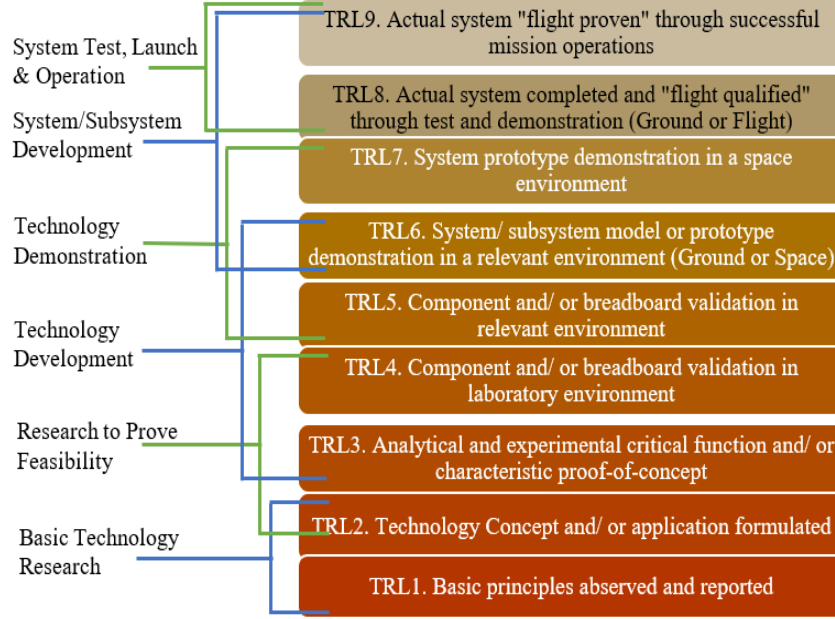 System Test, Launch
& Operation
System/Subsystem
Development
Technology
Demonstration
Technology
Development
Research to Prove
Feasibility
Basic Technology
Research
TRL9. Actual system "flight proven" through successful
mission operations
TRL8. Actual system completed and "flight qualified"
through test and demonstration (Ground or Flight)
TRL7. System prototype demonstration in a space
environment
TRL6. System/ subsystem model or prototype
demonstration in a relevant environment (Ground or Space)
TRL5. Component and/ or breadboard validation in
relevant environment
TRL4. Component and/ or breadboard validation in
laboratory environment
TRL3. Analytical and experimental critical function and/ or
characteristic proof-of-concept
TRL2. Technology Concept and/ or application formulated
TRL1. Basic principles observed and reported